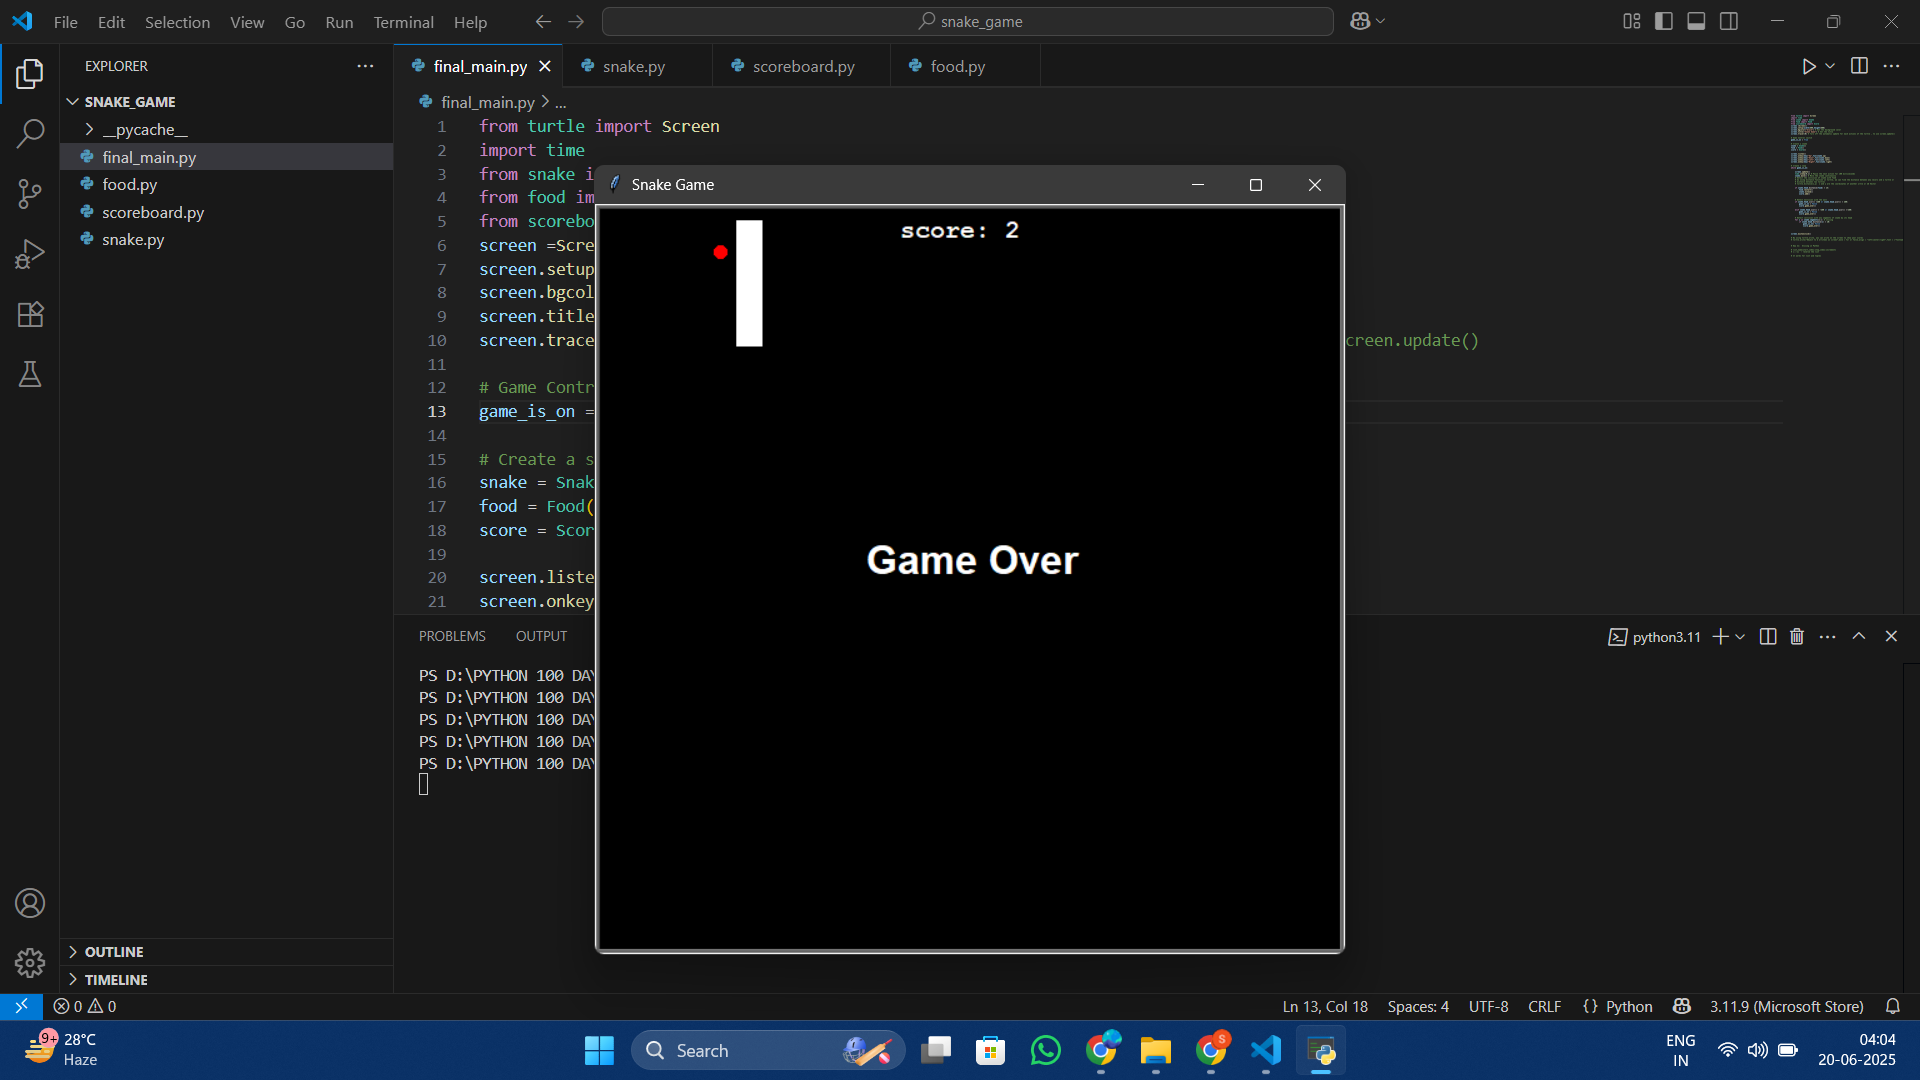 File Edit Selection View Go Run Terminal Help
snake_game
EXPLORER
SNAKE_GAME
__pycache__
final_main.py
food.py
scoreboard.py
snake.py
OUTLINE
TIMELINE
final_main.py snake.py scoreboard.py food.py
final_main.py > ...
1 from turtle import Screen
2 import time
3 from snake i
4 from food im
5 from scorebo
6 screen =Scre
7 screen.setup
8 screen.bgcol
9 screen.title
10 screen.trace creen.update()
11
12 # Game Contr
13 game_is_on =
14
15 # Create a s
16 snake = Snak
17 food = Food(
18 score = Scor
19
20 screen.liste
21 screen.onkey
Snake Game
score: 2
Game Over
PROBLEMS OUTPUT
python3.11
PS D:\PYTHON 100 DAY
PS D:\PYTHON 100 DAY
PS D:\PYTHON 100 DAY
PS D:\PYTHON 100 DAY
PS D:\PYTHON 100 DAY
0 0
Ln 13, Col 18 Spaces: 4 UTF-8 CRLF {} Python 3.11.9 (Microsoft Store)
9+
28°C
Haze
Search
S
ENG
IN
04:04
20-06-2025